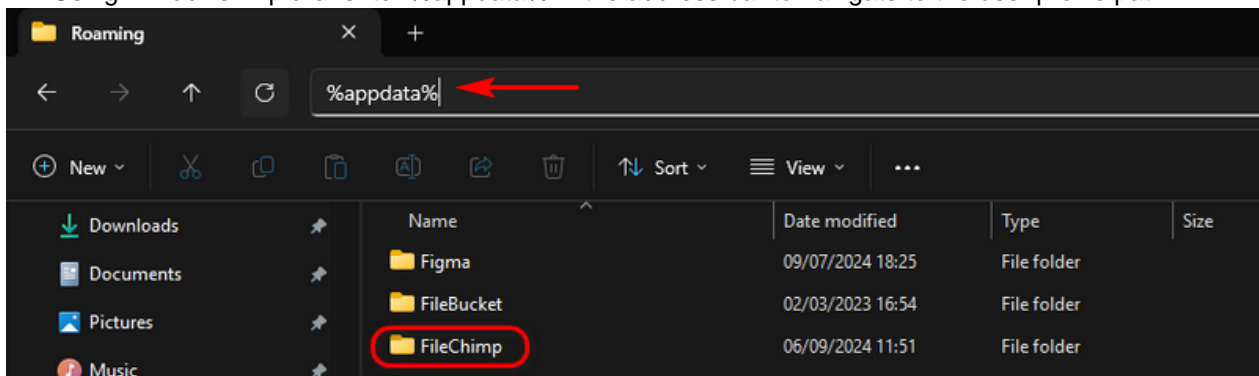 Roaming
%appdata%
New
Sort
View
Downloads
Documents
Pictures
Music
Name Date modified Type Size
Figma 09/07/2024 18:25 File folder
FileBucket 02/03/2023 16:54 File folder
FileChimp 06/09/2024 11:51 File folder